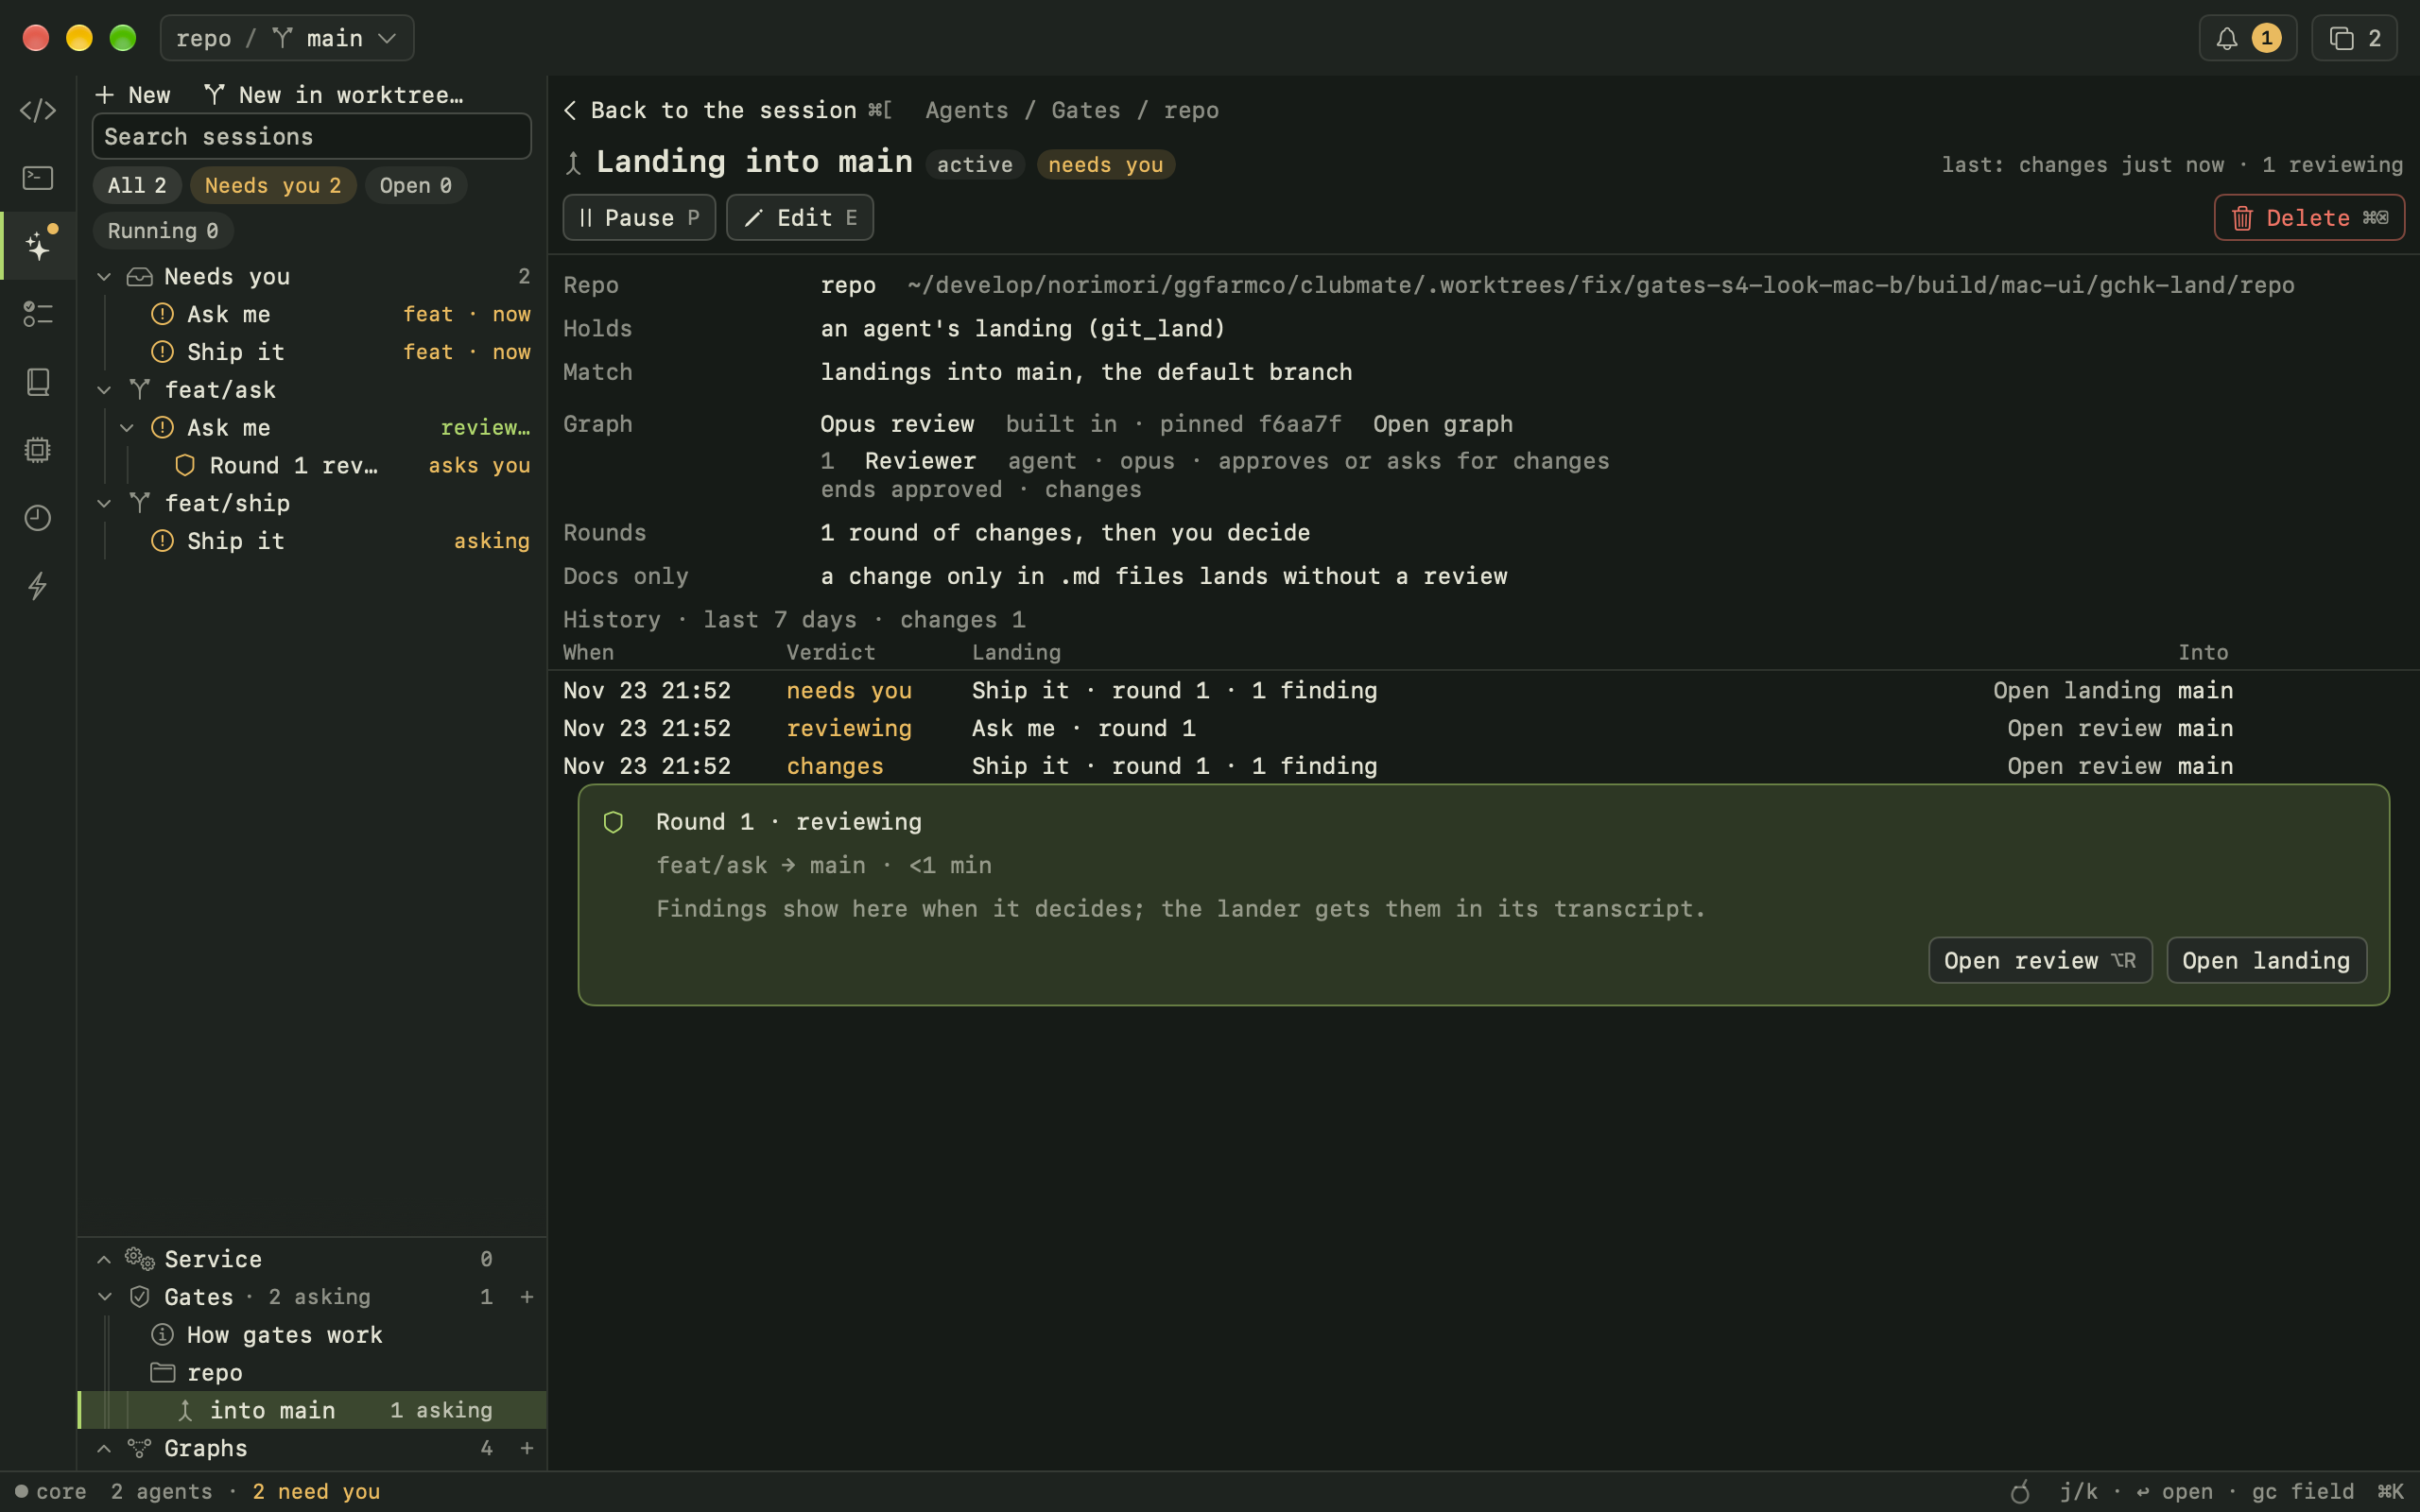 repo / main
1
2
+ New New in worktree…
Search sessions
All 2 Needs you 2 Open 0
Running 0
Needs you 2
Ask me feat · now
Ship it feat · now
feat/ask
Ask me review…
Round 1 rev… asks you
feat/ship
Ship it asking
Service 0
Gates · 2 asking 1 +
How gates work
repo
into main 1 asking
Graphs 4 +
Back to the session ⌘[ Agents / Gates / repo
Landing into main active needs you last: changes just now · 1 reviewing
Pause P Edit E Delete ⌘⌫
Repo repo ~/develop/norimori/ggfarmco/clubmate/.worktrees/fix/gates-s4-look-mac-b/build/mac-ui/gchk-land/repo
Holds an agent's landing (git_land)
Match landings into main, the default branch
Graph Opus review built in · pinned f6aa7f Open graph
1 Reviewer agent · opus · approves or asks for changes
ends approved · changes
Rounds 1 round of changes, then you decide
Docs only a change only in .md files lands without a review
History · last 7 days · changes 1
When Verdict Landing Into
Nov 23 21:52 needs you Ship it · round 1 · 1 finding Open landing main
Nov 23 21:52 reviewing Ask me · round 1 Open review main
Nov 23 21:52 changes Ship it · round 1 · 1 finding Open review main
Round 1 · reviewing
feat/ask → main · <1 min
Findings show here when it decides; the lander gets them in its transcript.
Open review ⌥R Open landing
core 2 agents · 2 need you j/k · ↩ open · gc field ⌘K